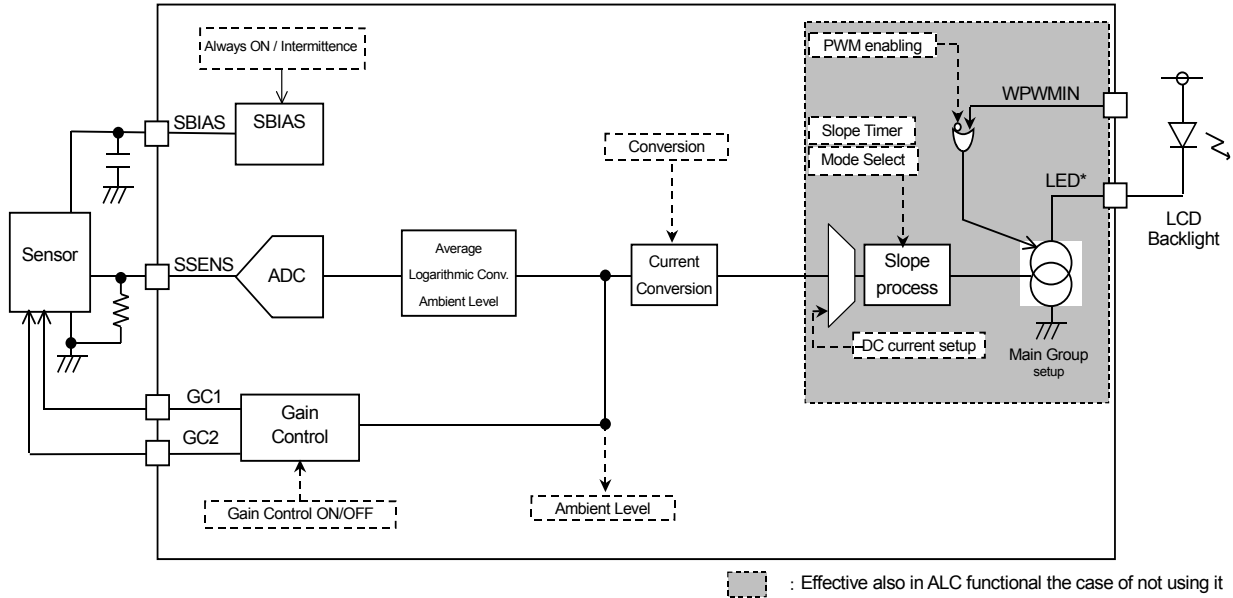 Always ON / Intermittence
PWM enabling
WPWMIN
SBIAS
SBIAS
Slope Timer
Mode Select
Conversion
LED*
LCD
Backlight
Sensor
SSENS
ADC
Average
Logarithmic Conv.
Ambient Level
Current
Conversion
Slope
process
DC current setup
Main Group
setup
GC1
GC2
Gain
Control
Gain Control ON/OFF
Ambient Level
: Effective also in ALC functional the case of not using it